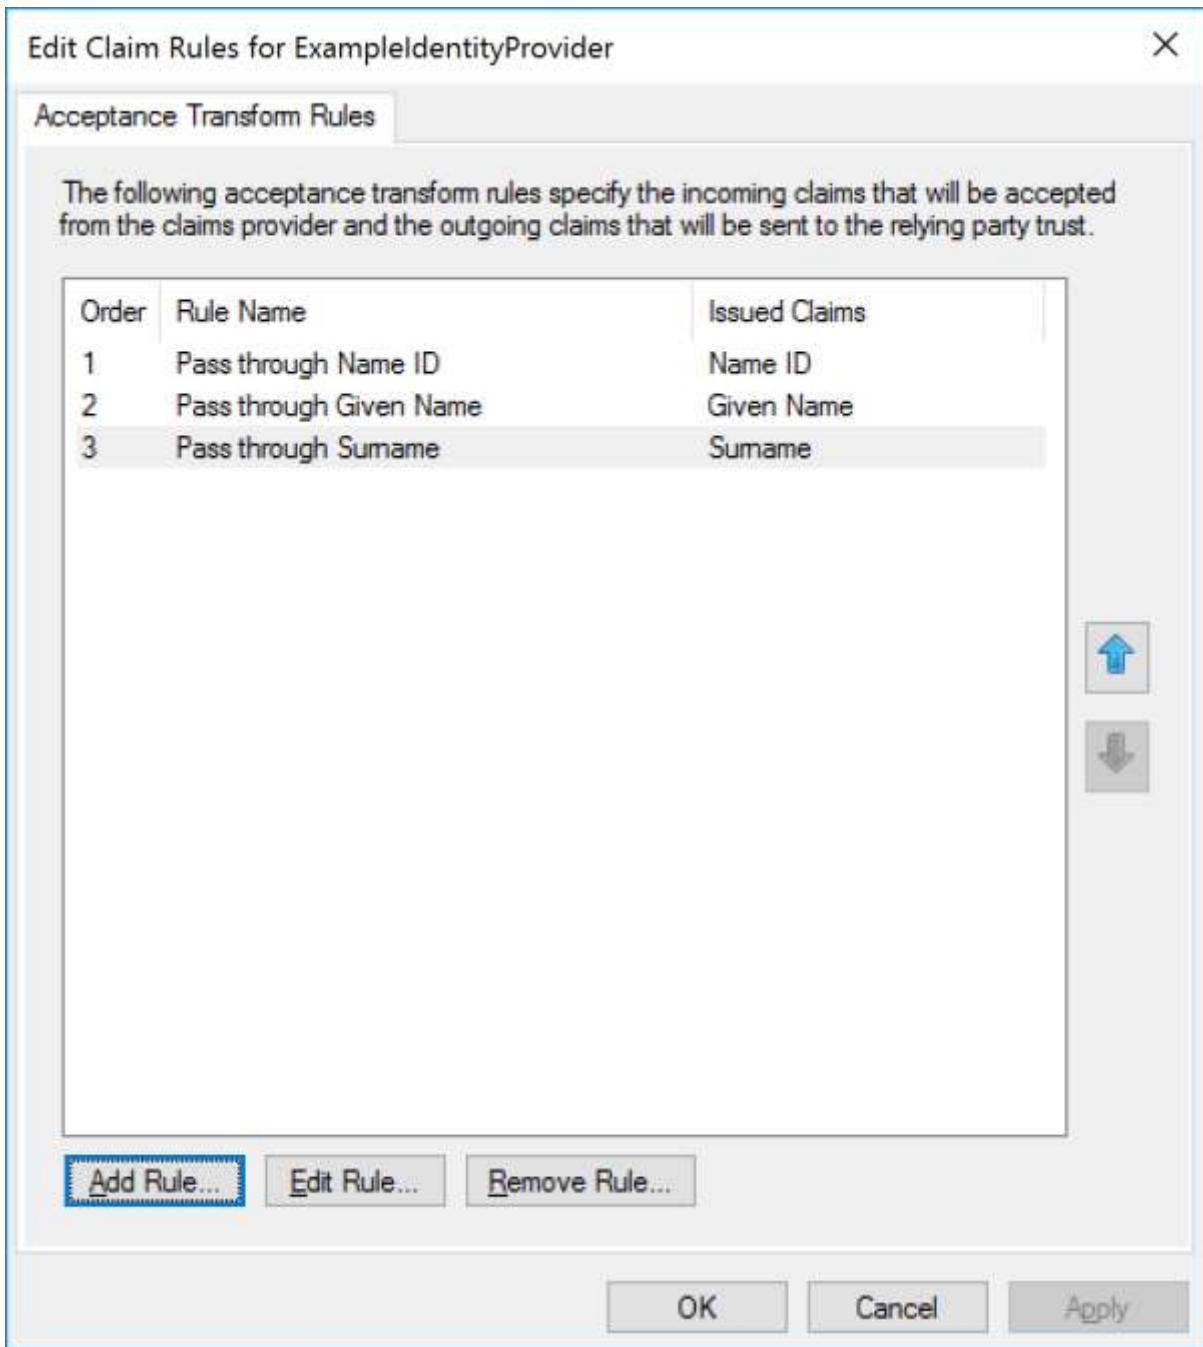 Edit Claim Rules for ExampleIdentityProvider
Acceptance Transform Rules
The following acceptance transform rules specify the incoming claims that will be accepted
from the claims provider and the outgoing claims that will be sent to the relying party trust.
Order Rule Name Issued Claims
1 Pass through Name ID Name ID
2 Pass through Given Name Given Name
3 Pass through Surname Surname
Add Rule... Edit Rule... Remove Rule...
OK Cancel Apply